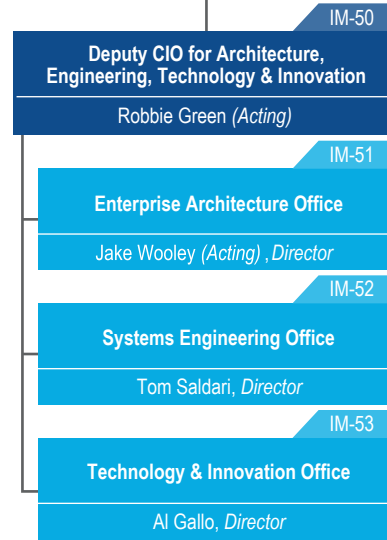 IM-50
Deputy CIO for Architecture,
Engineering, Technology & Innovation
Robbie Green (Acting)
IM-51
Enterprise Architecture Office
Jake Wooley (Acting) , Director
IM-52
Systems Engineering Office
Tom Saldari, Director
IM-53
Technology & Innovation Office
Al Gallo, Director